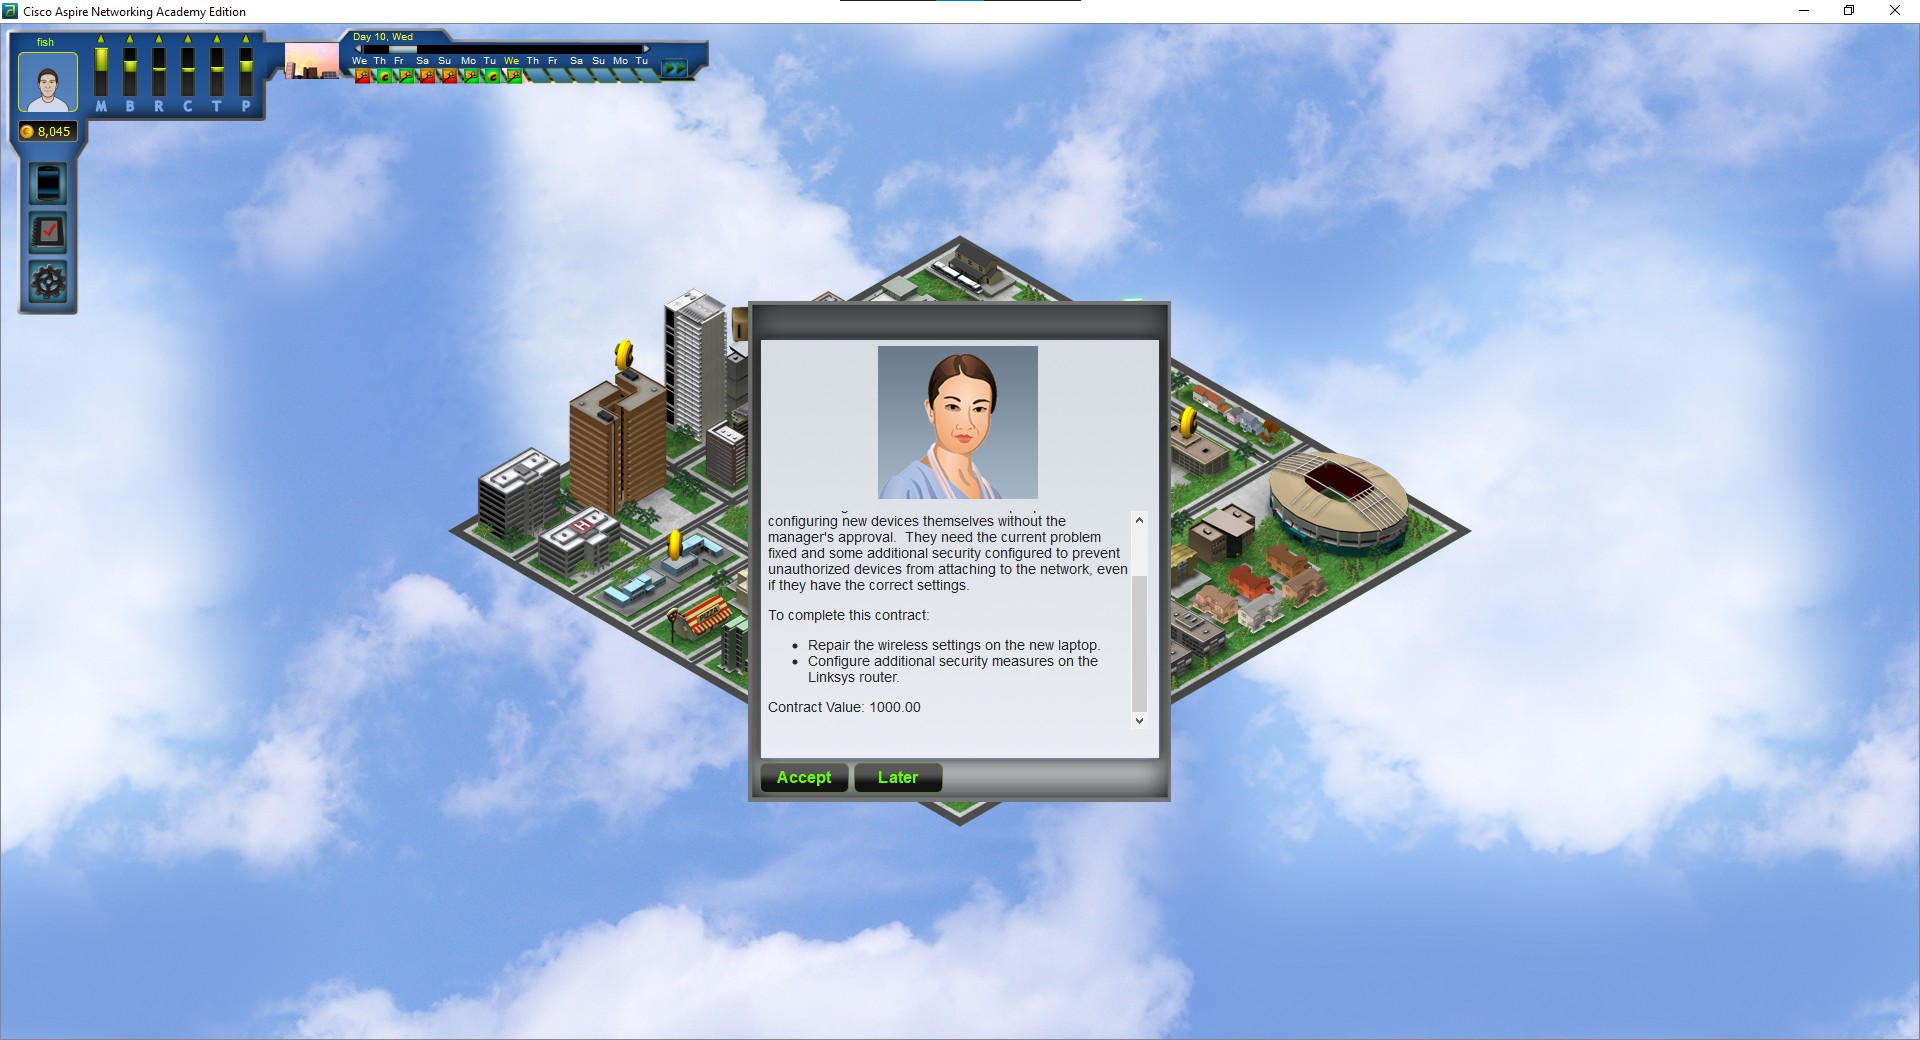 Cisco Aspire Networking Academy Edition
fish
Day 10, Wed
We Th Fr Sa Su Mo Tu We Th Fr Sa Su Mo Tu
M B R C T P
8,045
configuring new devices themselves without the
manager's approval. They need the current problem
fixed and some additional security configured to prevent
unauthorized devices from attaching to the network, even
if they have the correct settings.
To complete this contract:
• Repair the wireless settings on the new laptop.
• Configure additional security measures on the
Linksys router.
Contract Value: 1000.00
Accept Later
H
PIZZA